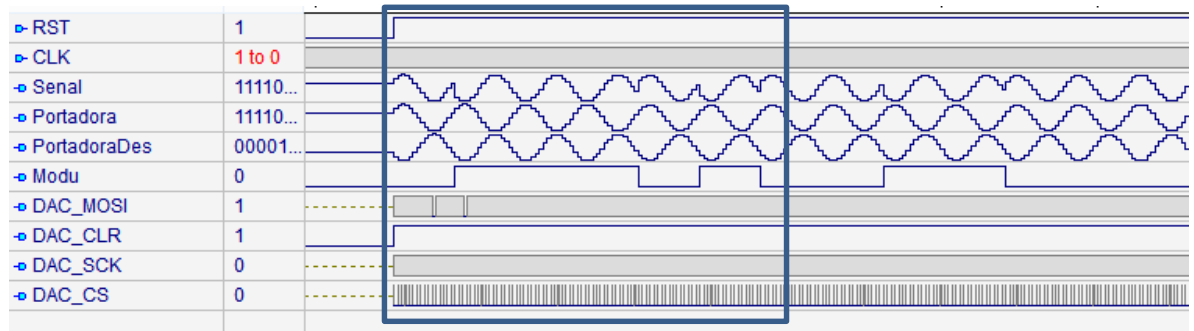 RST 1
CLK 1 to 0
Senal 11110...
Portadora 11110...
PortadoraDes 00001...
Modu 0
DAC_MOSI 1
DAC_CLR 1
DAC_SCK 0
DAC_CS 0